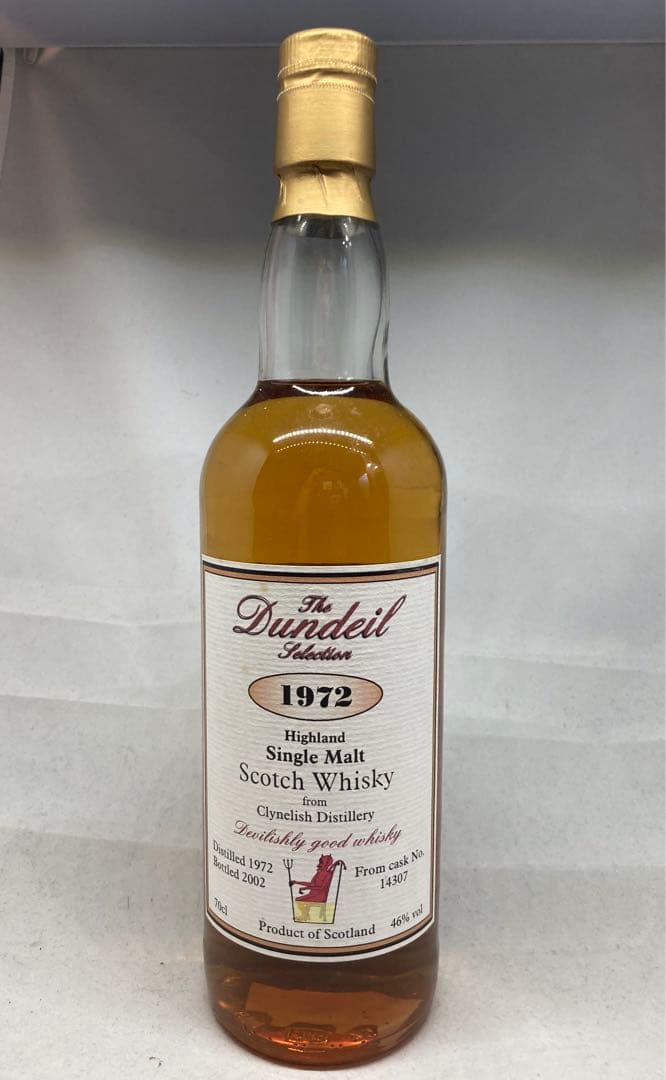 The
Dundeil
Selection
1972
Highland
Single Malt
Scotch Whisky
from
Clynelish Distillery
Devilishly good whisky
Distilled 1972
Bottled 2002
From cask No.
14307
70cl
Product of Scotland
46% vol